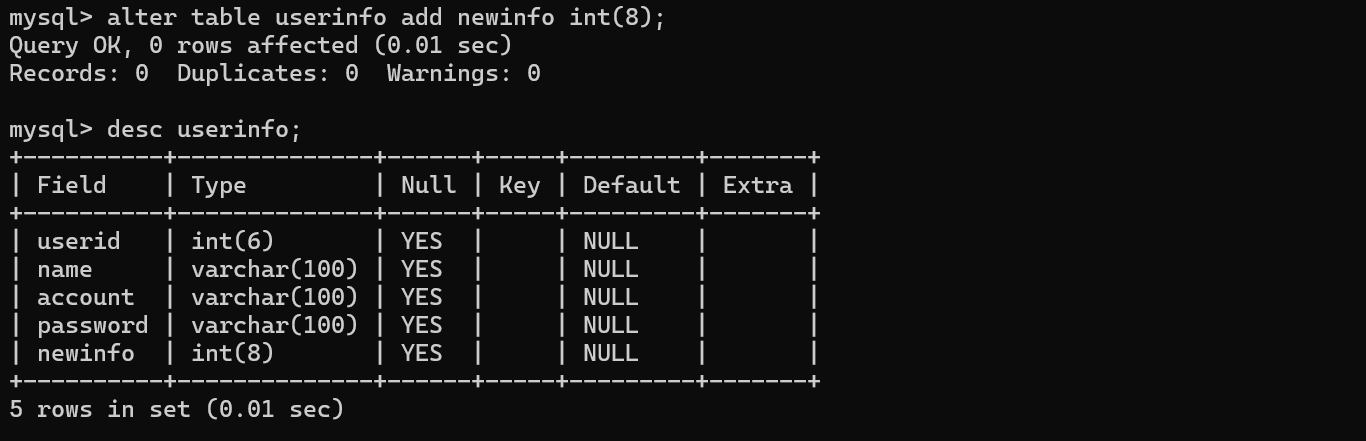 mysql> alter table userinfo add newinfo int(8);
Query OK, 0 rows affected (0.01 sec)
Records: 0  Duplicates: 0  Warnings: 0

mysql> desc userinfo;
+----------+--------------+------+-----+---------+-------+
| Field    | Type         | Null | Key | Default | Extra |
+----------+--------------+------+-----+---------+-------+
| userid   | int(6)       | YES  |     | NULL    |       |
| name     | varchar(100) | YES  |     | NULL    |       |
| account  | varchar(100) | YES  |     | NULL    |       |
| password | varchar(100) | YES  |     | NULL    |       |
| newinfo  | int(8)       | YES  |     | NULL    |       |
+----------+--------------+------+-----+---------+-------+
5 rows in set (0.01 sec)